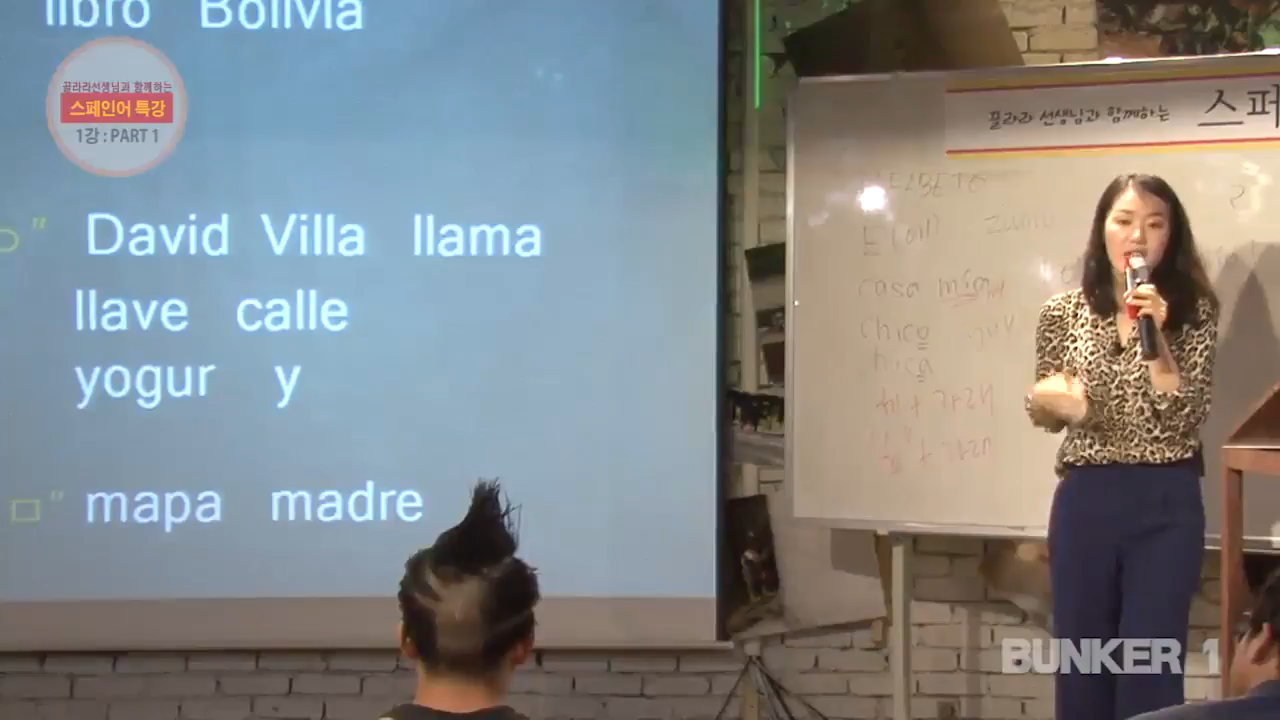 libro Bolivia
끌라라선생님과 함께하는
스페인어 특강
1강 : PART 1
" David Villa llama
llave calle
yogur y
ㅁ" mapa madre
끌라라 선생님과 함께하는 스페
casa mía
chico
chica
BUNKER 1